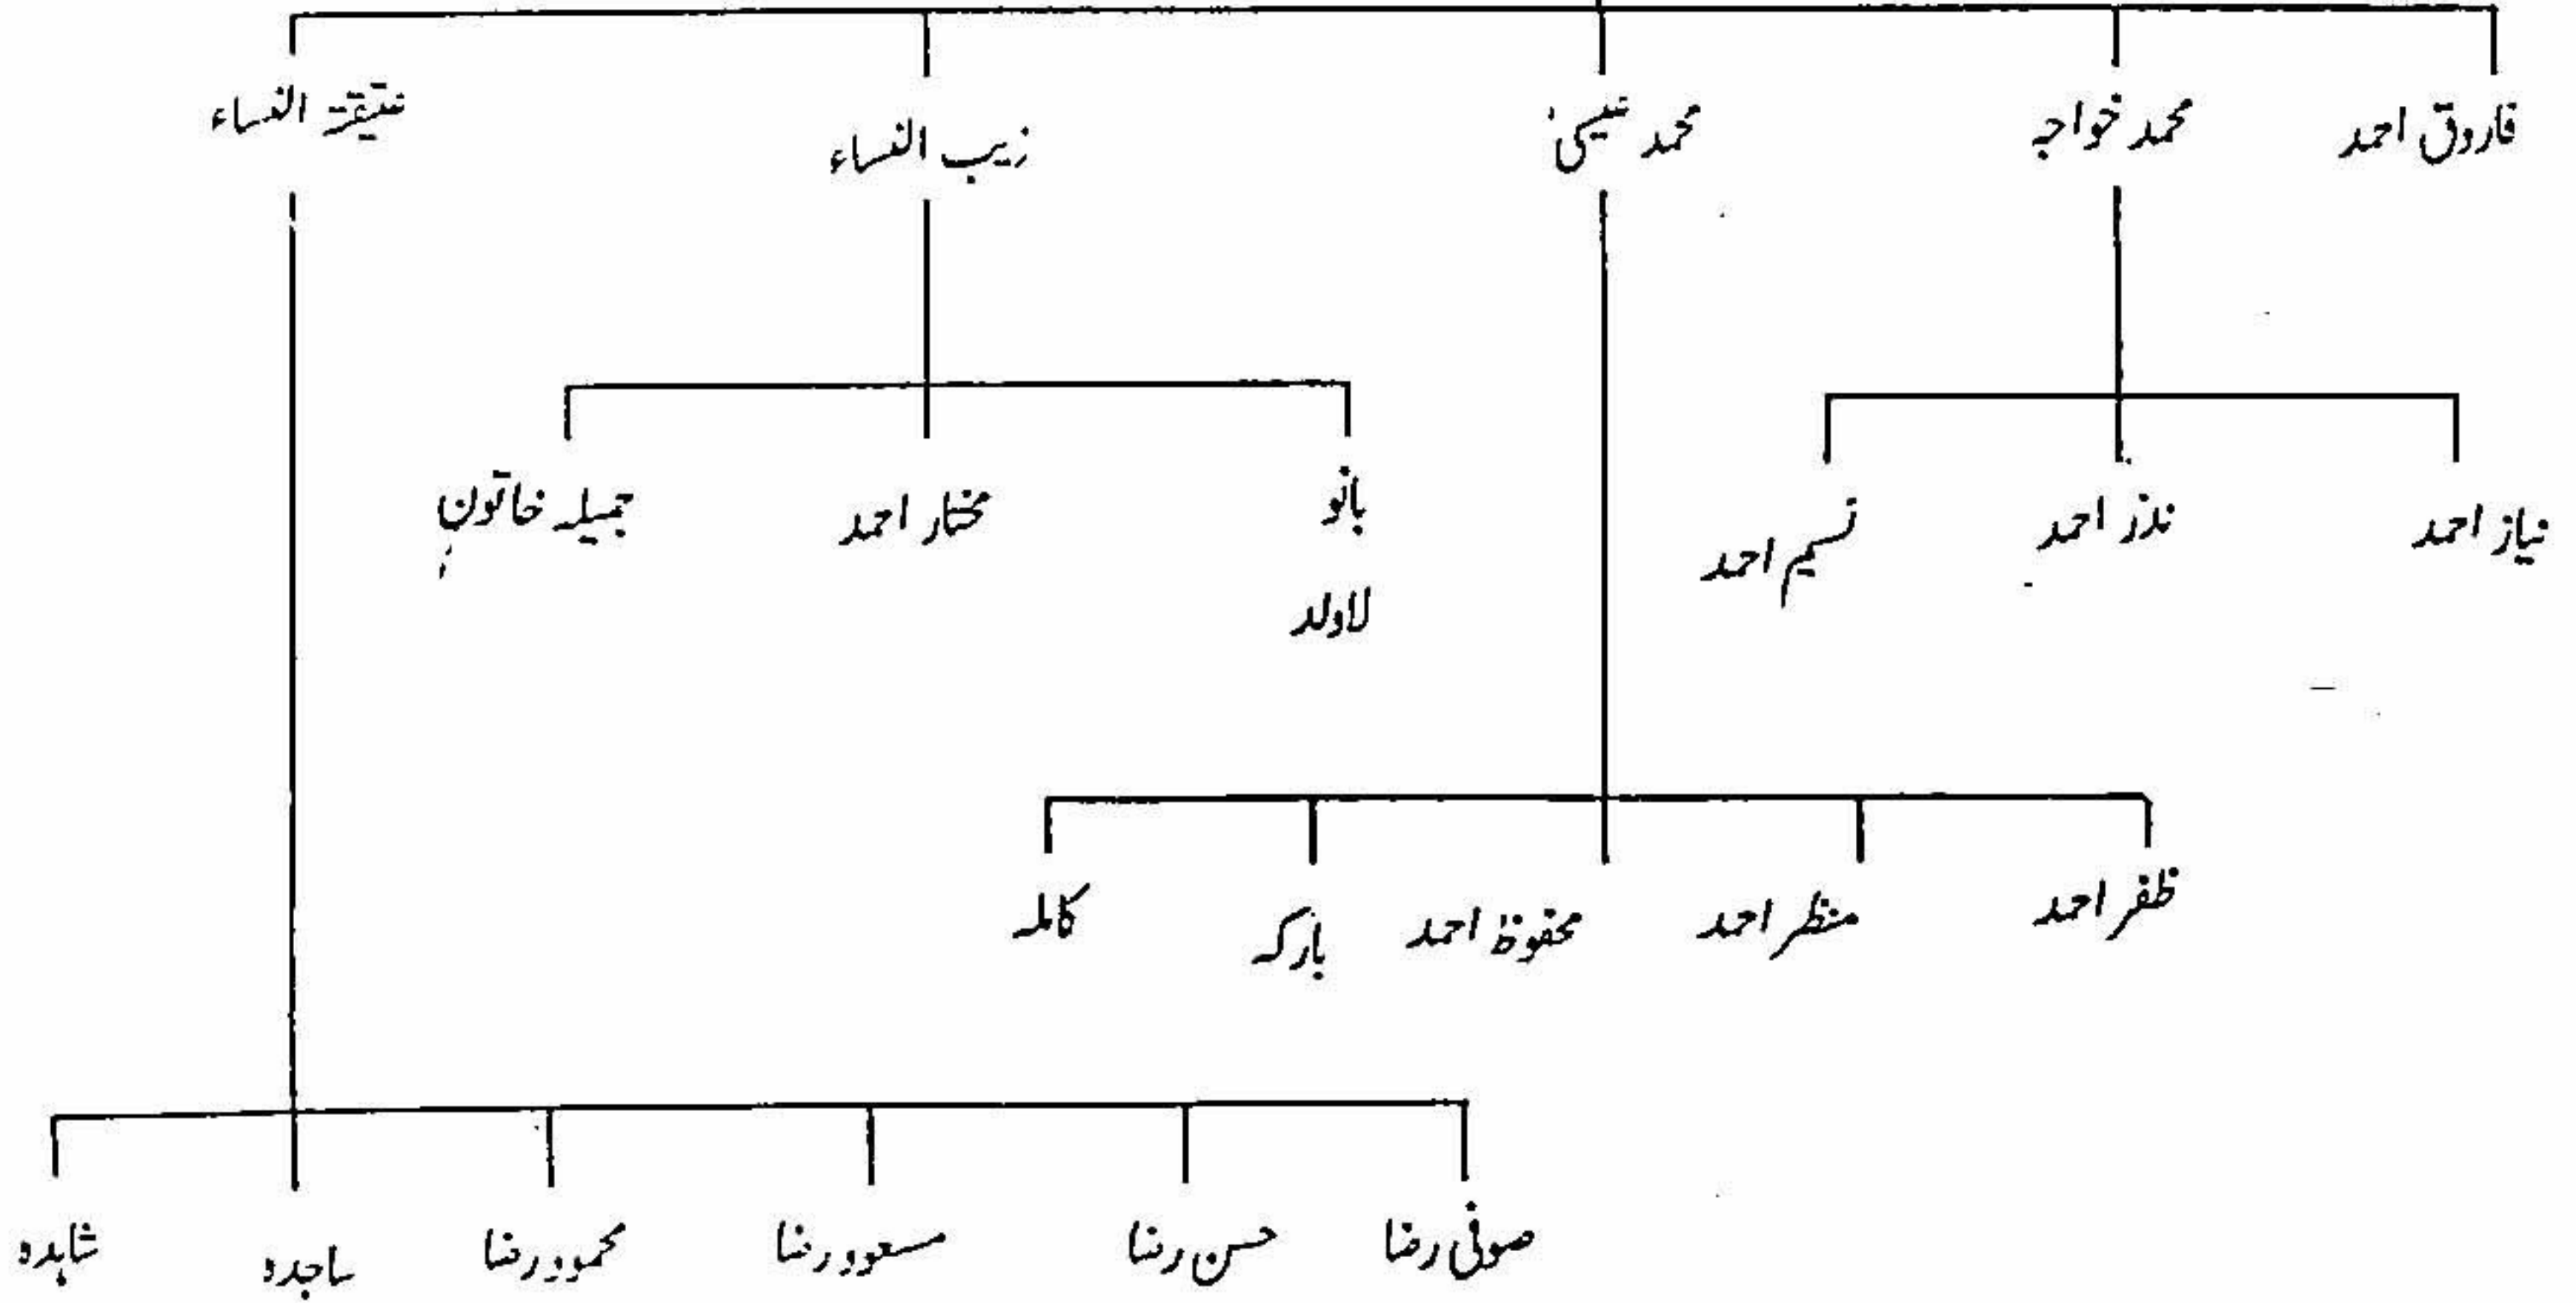 فاروق احمد
محمد خواجہ
محمد عیسیٰ
زیب النساء
عتیقۃ النساء
نیاز احمد
نذر احمد
نسیم احمد
بانو
لاولد
مختار احمد
جمیلہ خاتون
ظفر احمد
منظر احمد
محفوظ احمد
بارکہ
کاملہ
صوفی رضا
حسن رضا
مسعود رضا
محمود رضا
ساجدہ
شاہدہ